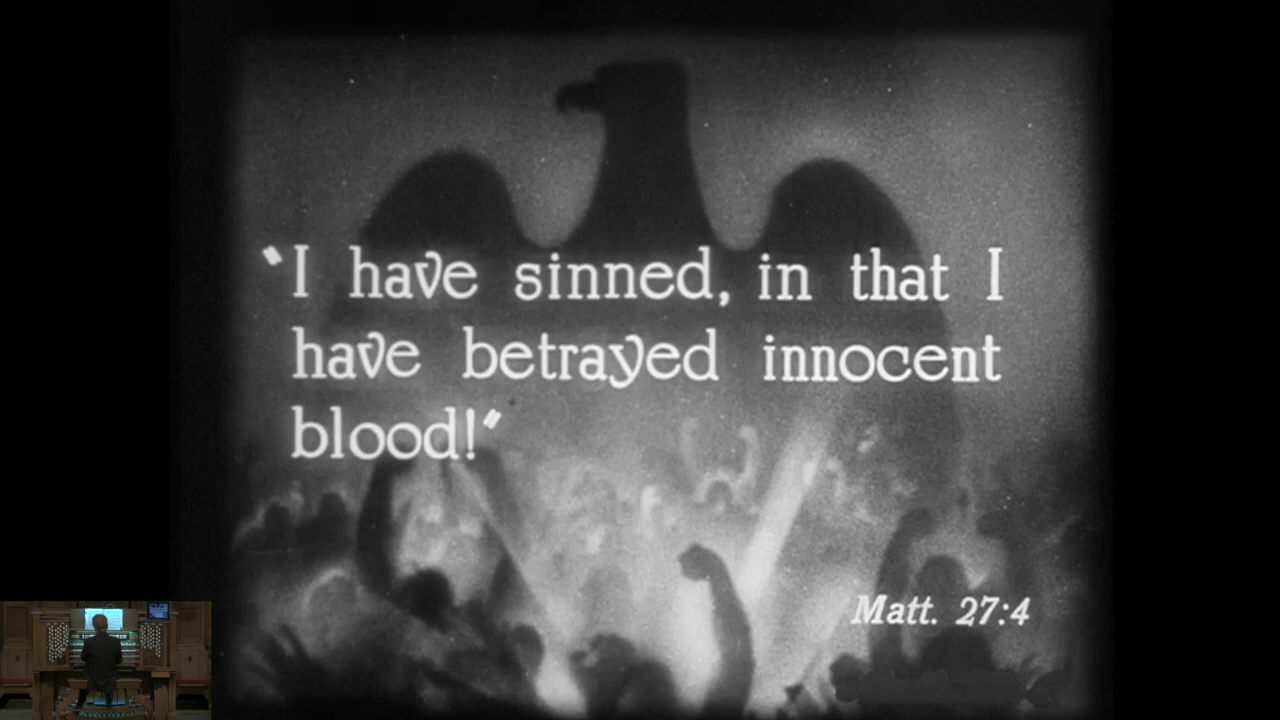 "I have sinned, in that I
have betrayed innocent
blood!"
Matt. 27:4